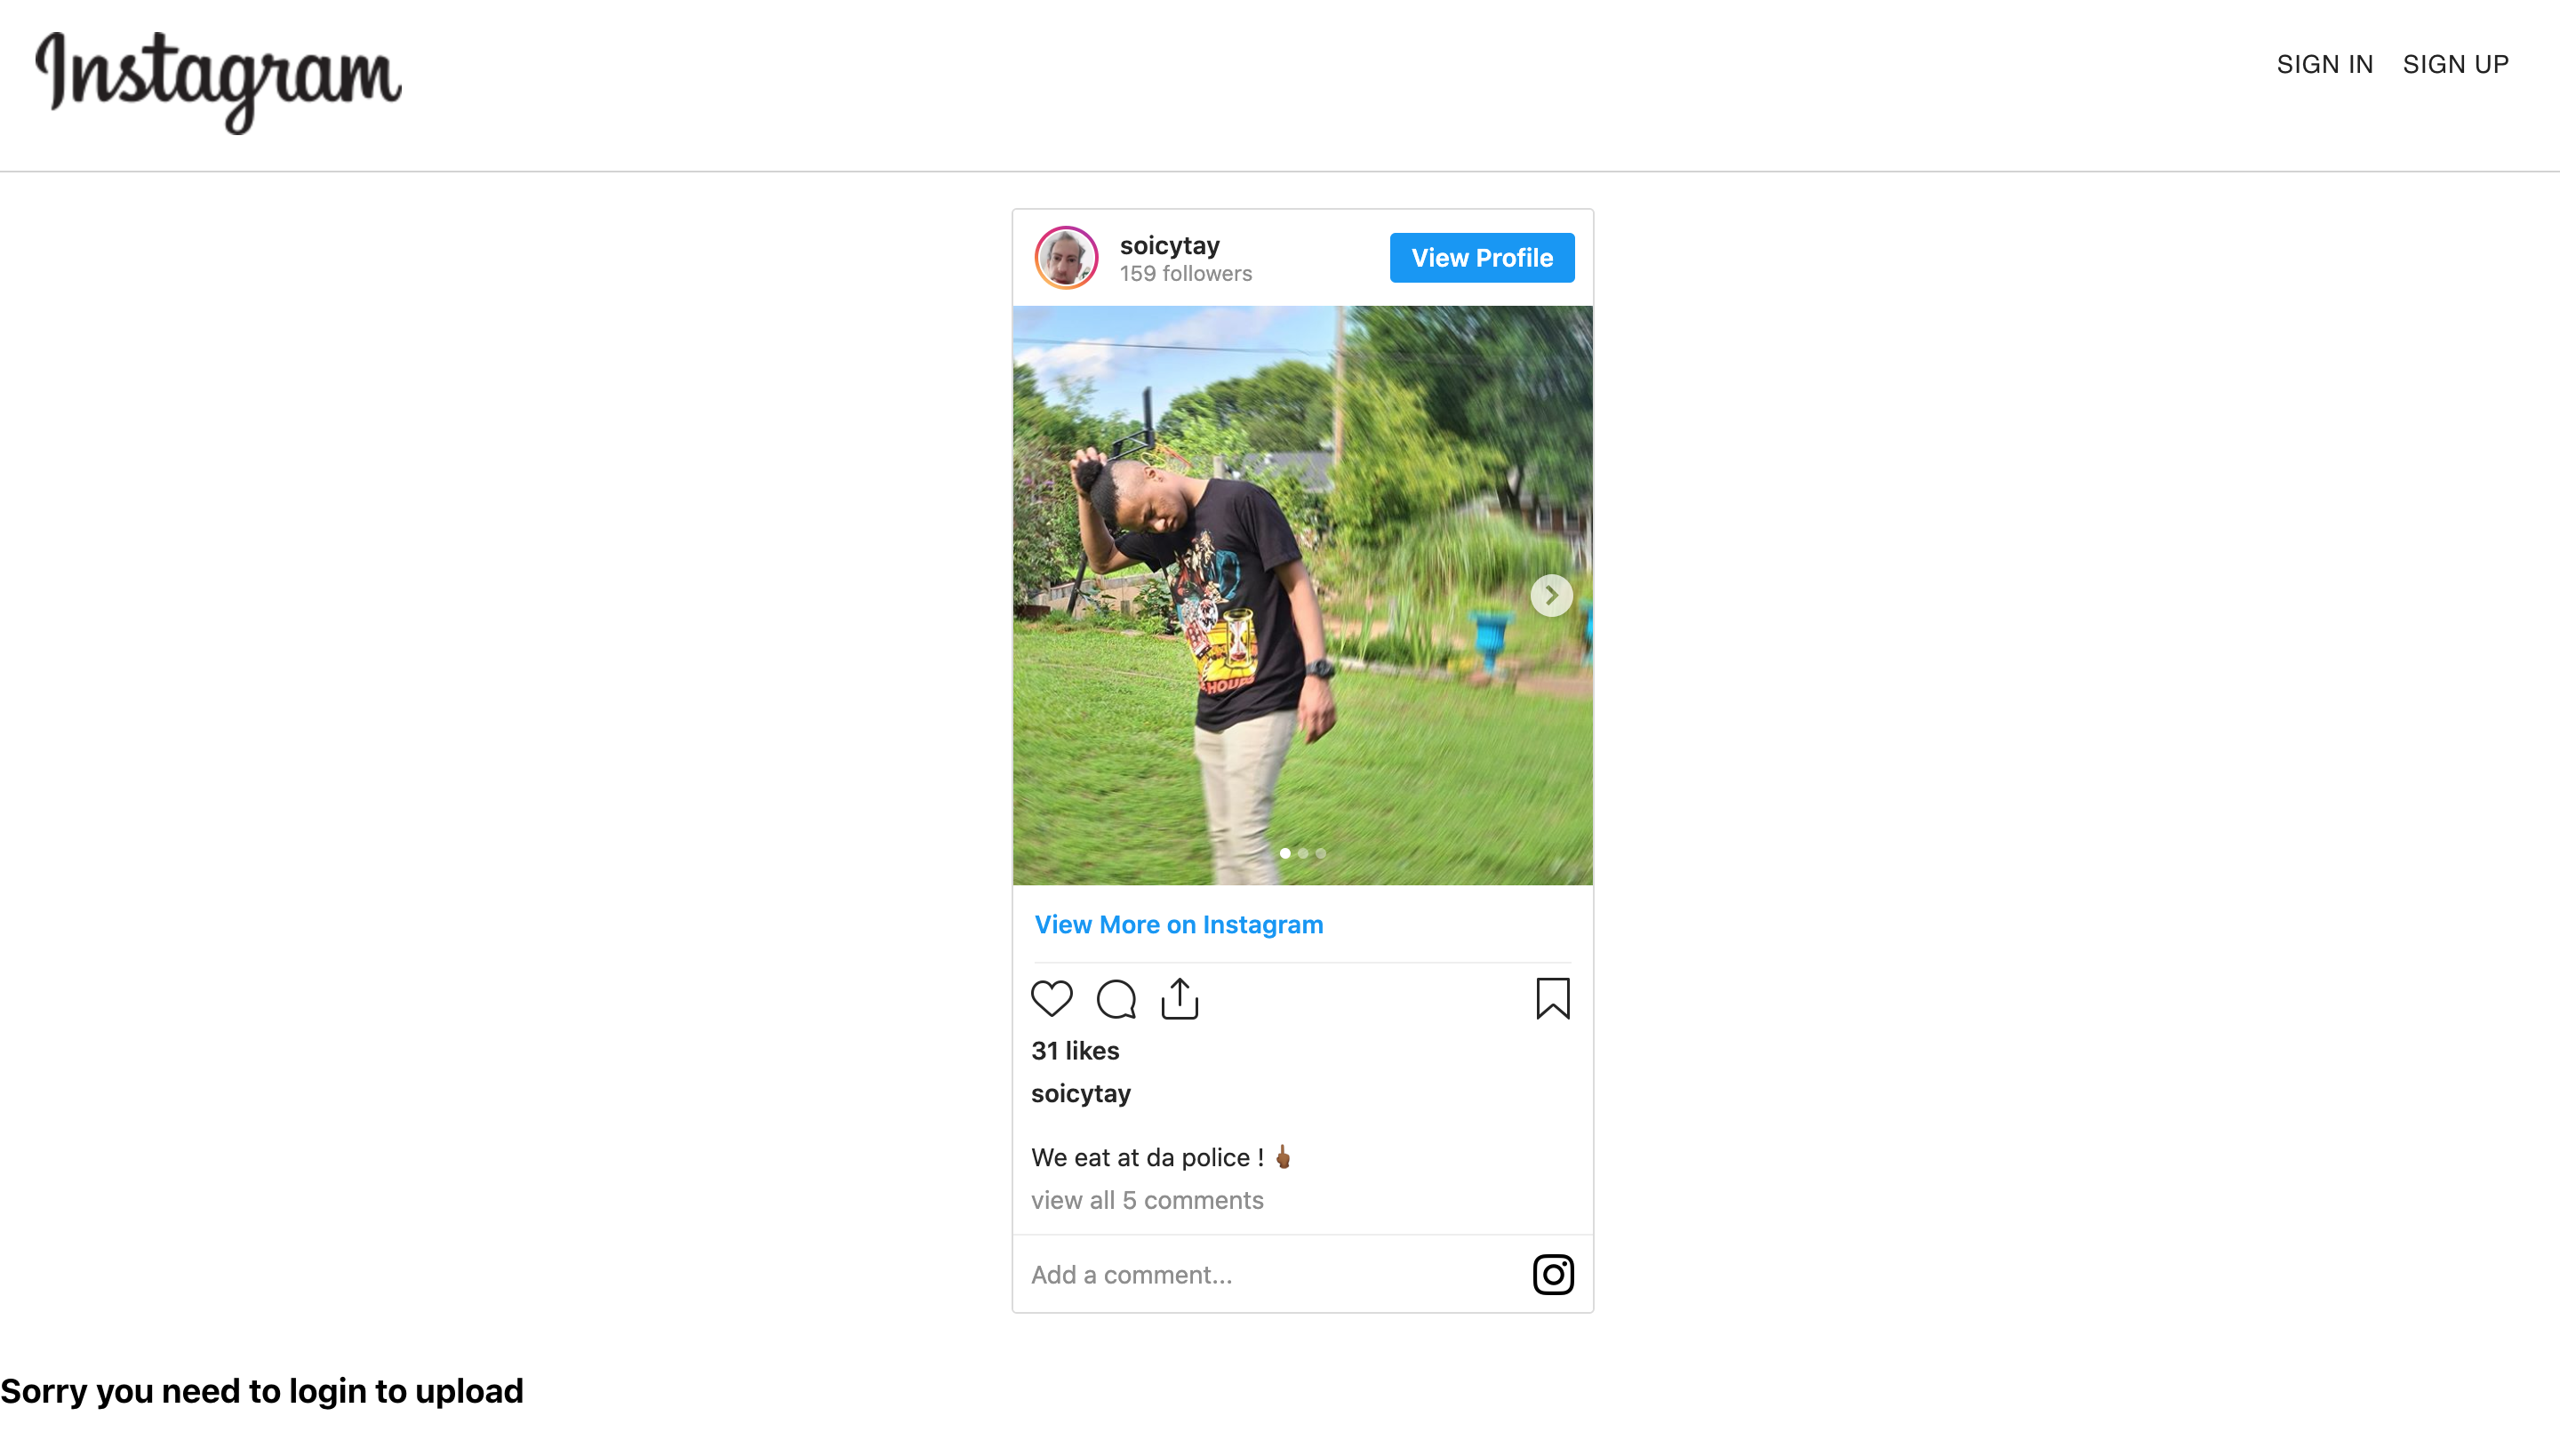 Instagram
SIGN IN SIGN UP
soicytay
159 followers
View Profile
HOURS
View More on Instagram
31 likes
soicytay
We eat at da police ! 🖕🏾
view all 5 comments
Add a comment...
Sorry you need to login to upload